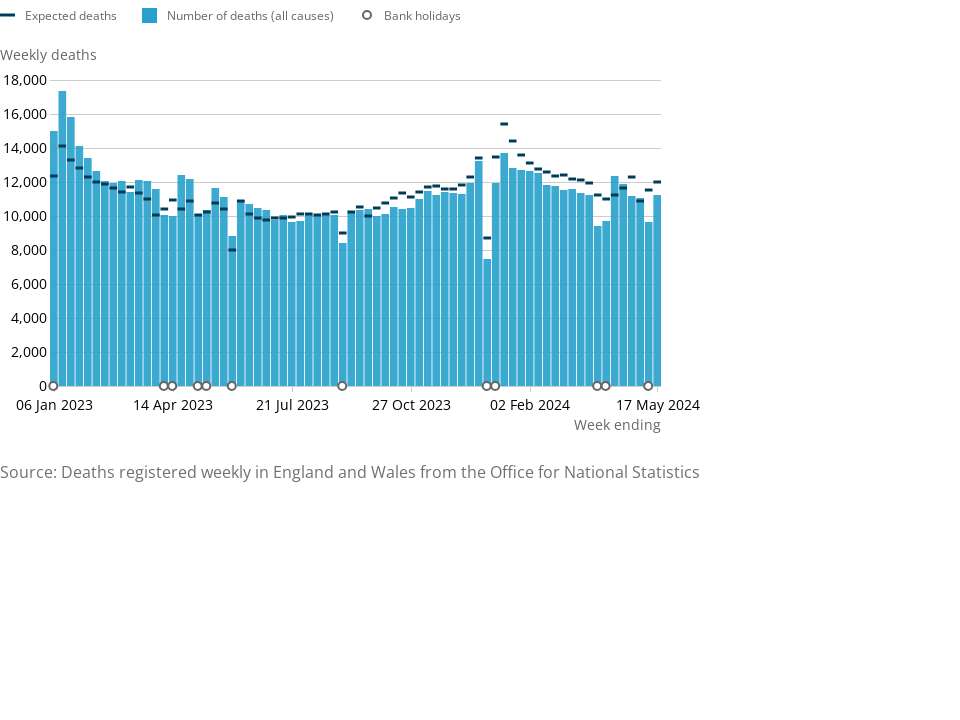 Expected deaths Number of deaths (all causes) Bank holidays
Weekly deaths
18,000
16,000
14,000
12,000
10,000
8,000
6,000
4,000
2,000
0
06 Jan 2023 14 Apr 2023 21 Jul 2023 27 Oct 2023 02 Feb 2024 17 May 2024
Week ending
Source: Deaths registered weekly in England and Wales from the Office for National Statistics